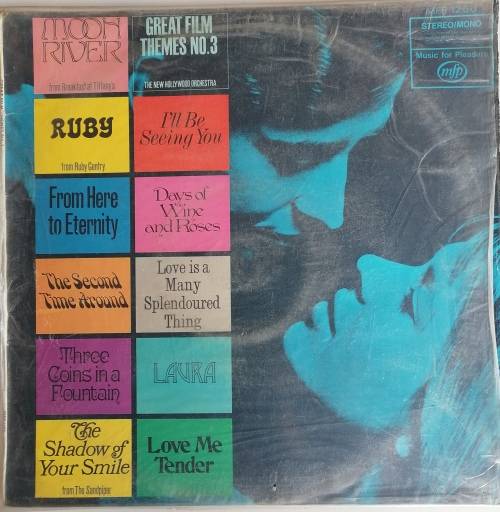 MOON
RIVER
from Breakfast at Tiffany's
GREAT FILM
THEMES NO.3
THE NEW HOLLYWOOD ORCHESTRA
STEREO/MONO
Music for Pleasure
mfp
RUBY
from Ruby Gentry
I'll Be
Seeing You
From Here
to Eternity
Days of
Wine
and Roses
The Second
Time Around
Love is a
Many
Splendoured
Thing
Three
Coins in a
Fountain
LAURA
The
Shadow of
Your Smile
from The Sandpiper
Love Me
Tender